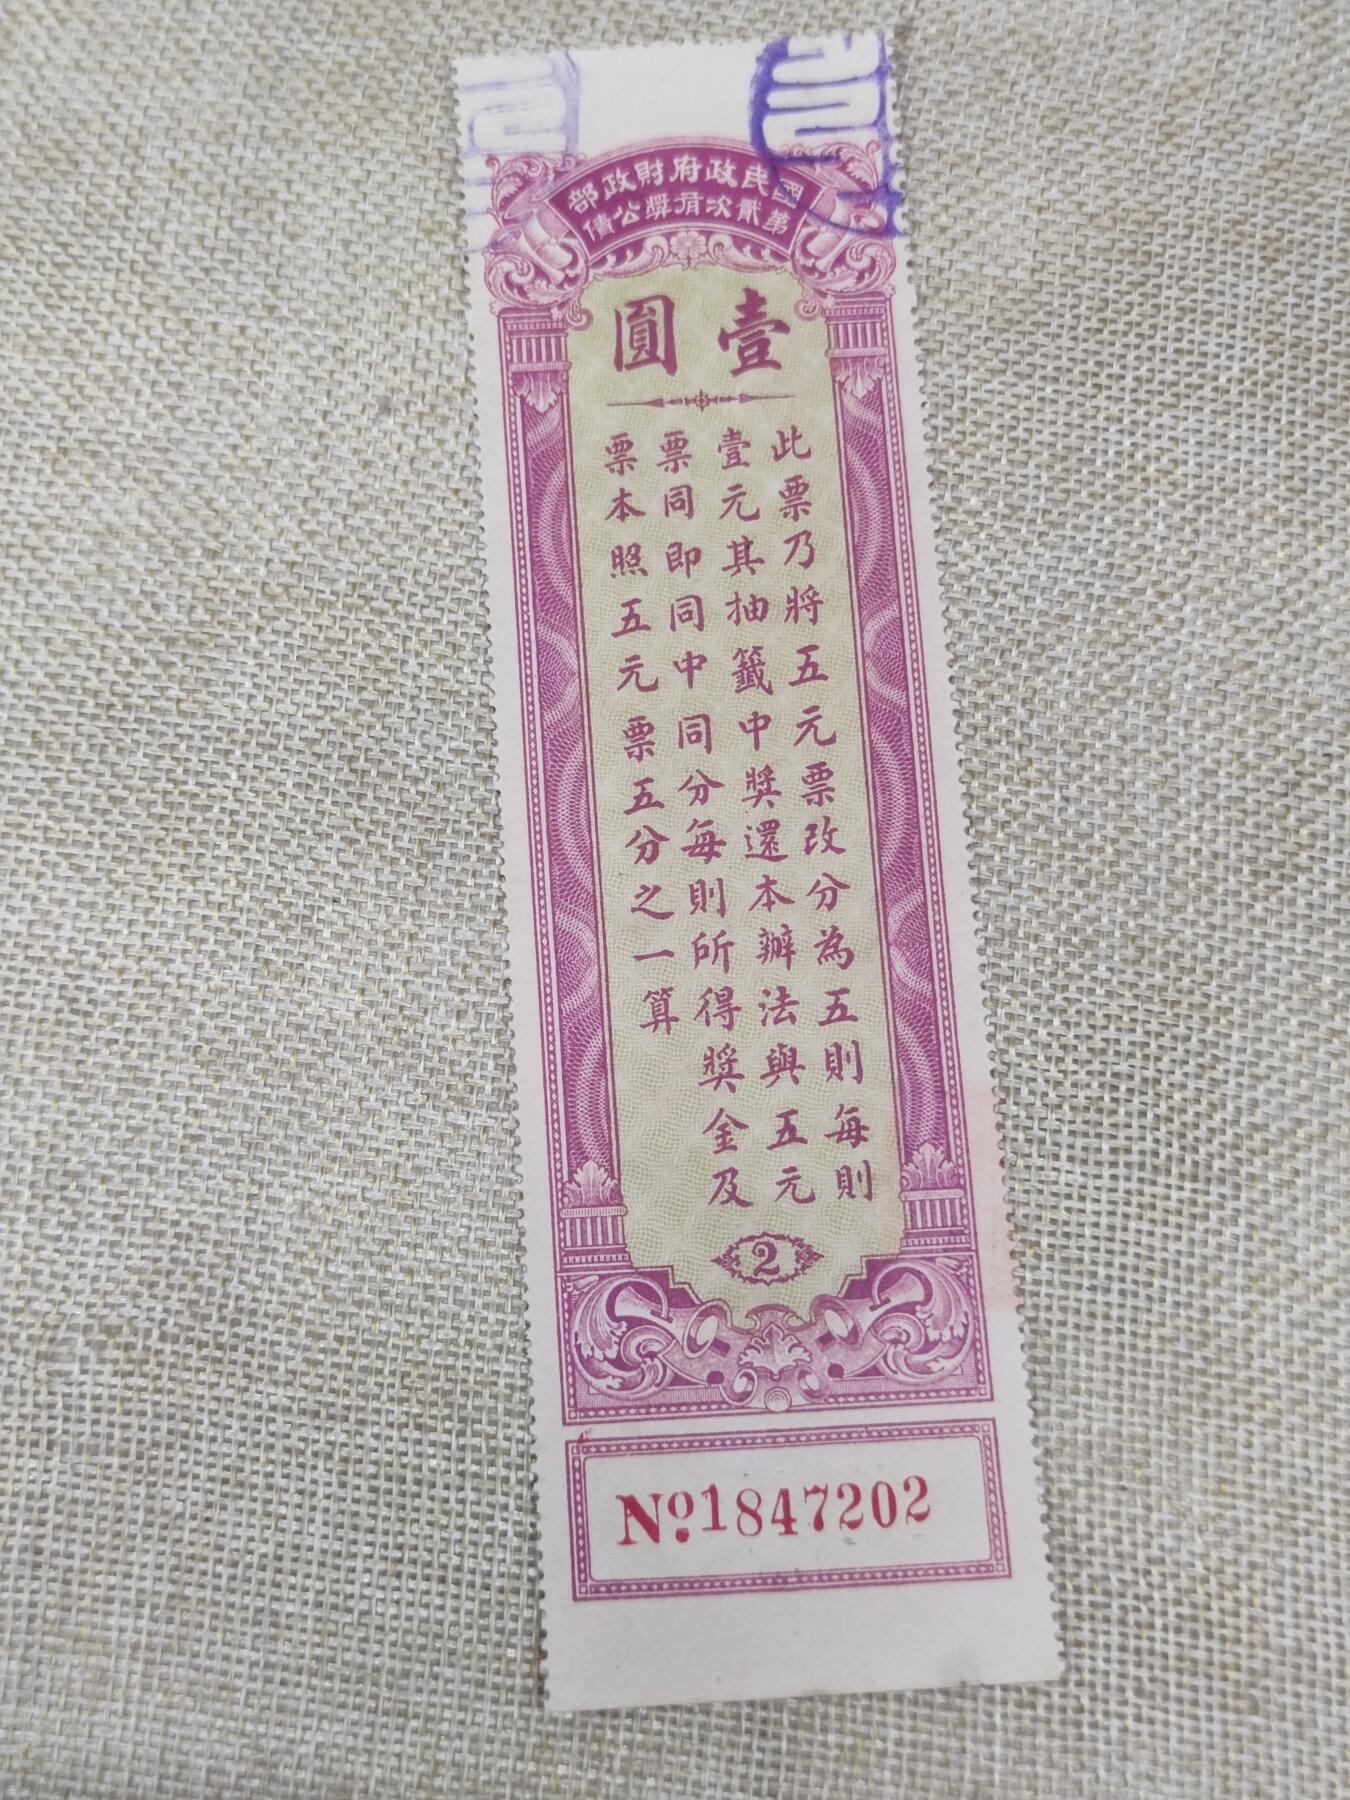 國民政府財政部
第貳次有獎公債
壹圓
此票乃將五元票改分為五則每則
壹元其抽籤中獎還本辦法與五元
票同即同中同分每則所得獎金及
票本照五元票五分之一算
2
Nº1847202